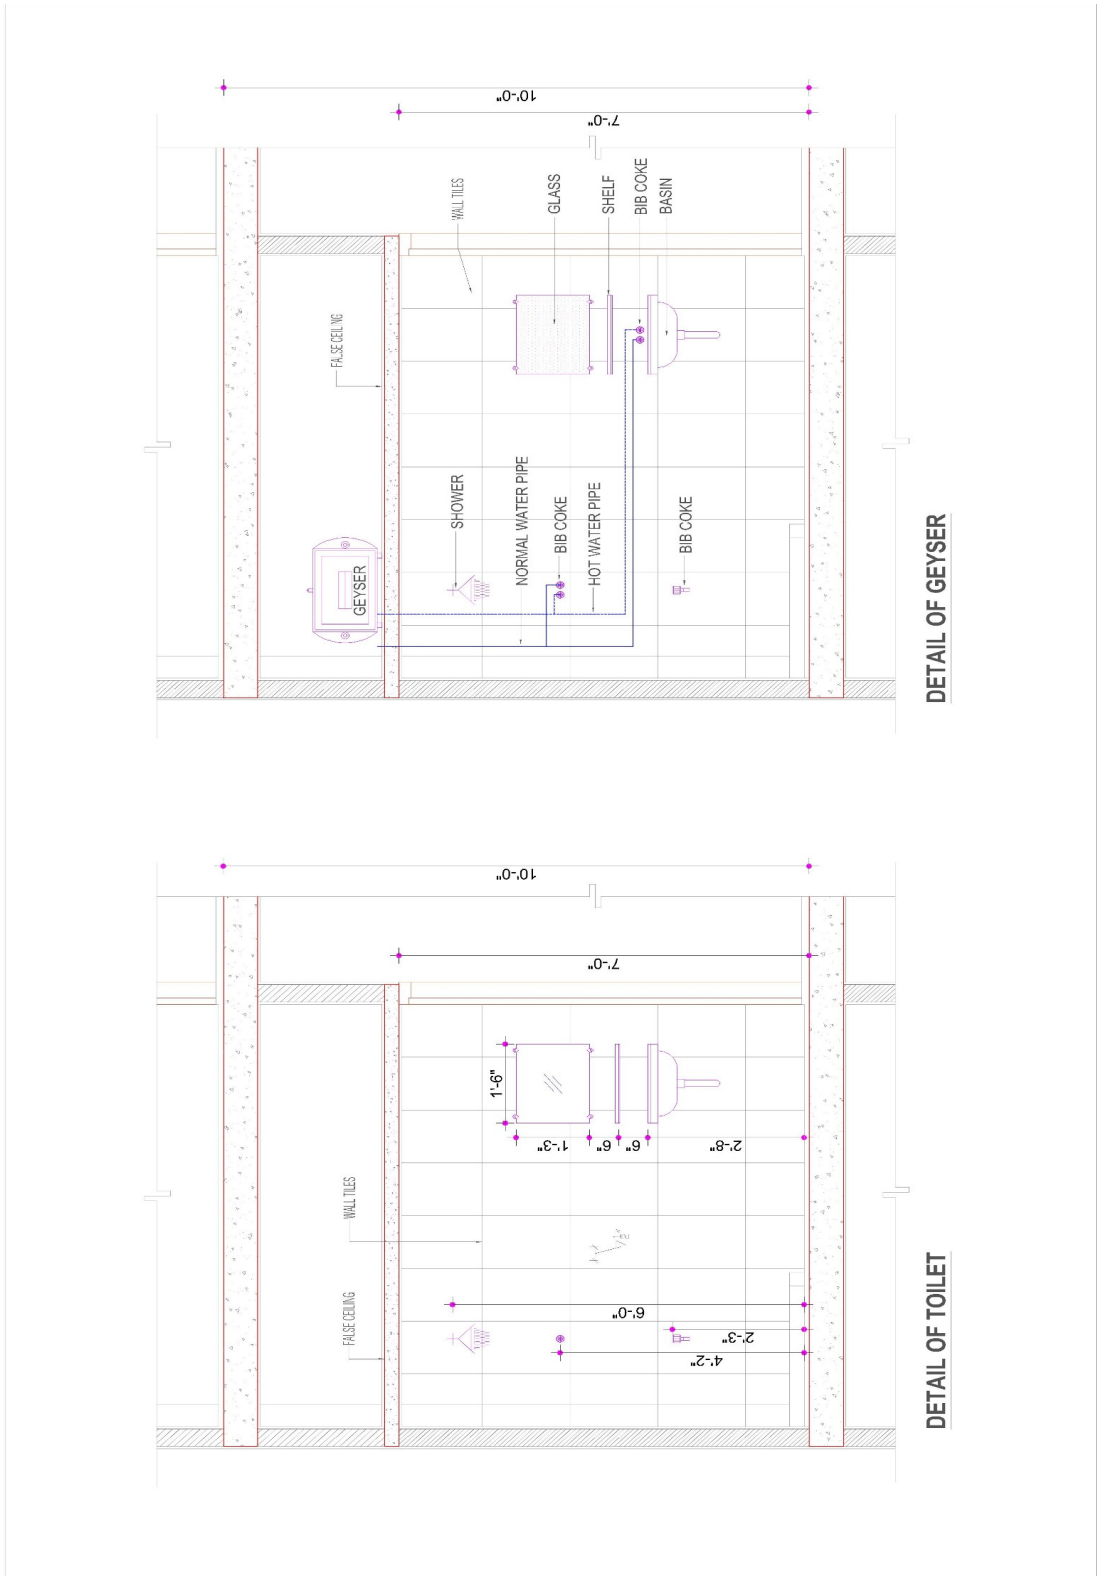 FALSE CEILING
WALL TILES
1'-6"
1'-3"
6"
6"
2'-8"
6'-0"
2'-3"
4'-2"
7'-0"
10'-0"
DETAIL OF TOILET
GEYSER
FALSE CEILING
WALL TILES
SHOWER
NORMAL WATER PIPE
BIB COKE
HOT WATER PIPE
BIB COKE
GLASS
SHELF
BIB COKE
BASIN
7'-0"
10'-0"
DETAIL OF GEYSER